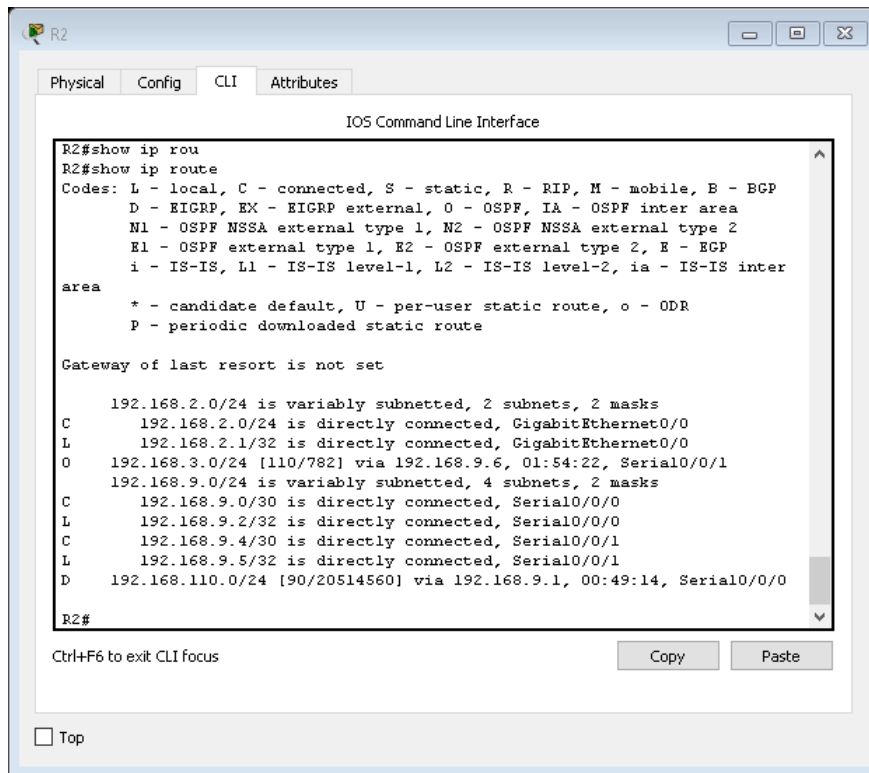 R2
Physical Config CLI Attributes
IOS Command Line Interface
R2#show ip rou
R2#show ip route
Codes: L - local, C - connected, S - static, R - RIP, M - mobile, B - BGP
D - EIGRP, EX - EIGRP external, O - OSPF, IA - OSPF inter area
N1 - OSPF NSSA external type 1, N2 - OSPF NSSA external type 2
E1 - OSPF external type 1, E2 - OSPF external type 2, E - EGP
i - IS-IS, L1 - IS-IS level-1, L2 - IS-IS level-2, ia - IS-IS inter
area
* - candidate default, U - per-user static route, o - ODR
P - periodic downloaded static route
Gateway of last resort is not set
192.168.2.0/24 is variably subnetted, 2 subnets, 2 masks
C 192.168.2.0/24 is directly connected, GigabitEthernet0/0
L 192.168.2.1/32 is directly connected, GigabitEthernet0/0
O 192.168.3.0/24 [110/782] via 192.168.9.6, 01:54:22, Serial0/0/1
192.168.9.0/24 is variably subnetted, 4 subnets, 2 masks
C 192.168.9.0/30 is directly connected, Serial0/0/0
L 192.168.9.2/32 is directly connected, Serial0/0/0
C 192.168.9.4/30 is directly connected, Serial0/0/1
L 192.168.9.5/32 is directly connected, Serial0/0/1
D 192.168.110.0/24 [90/20514560] via 192.168.9.1, 00:49:14, Serial0/0/0
R2#
Ctrl+F6 to exit CLI focus Copy Paste
Top